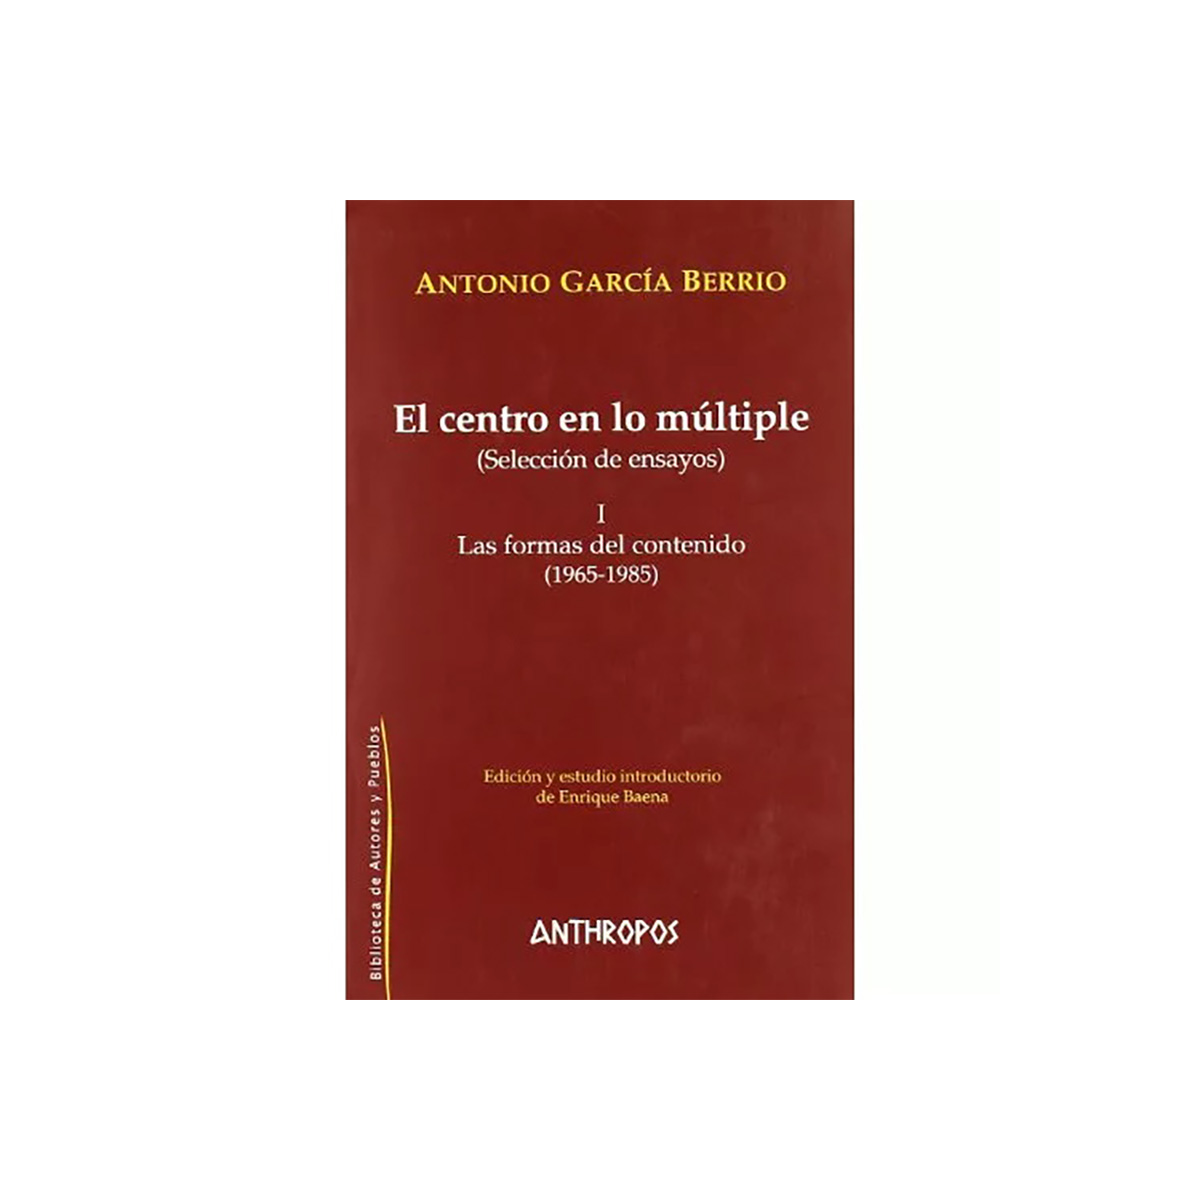 ANTONIO GARCÍA BERRIO
El centro en lo múltiple
(Selección de ensayos)
I
Las formas del contenido
(1965-1985)
Edición y estudio introductorio
de Enrique Baena
ANTHROPOS
Biblioteca de Autores y Pueblos